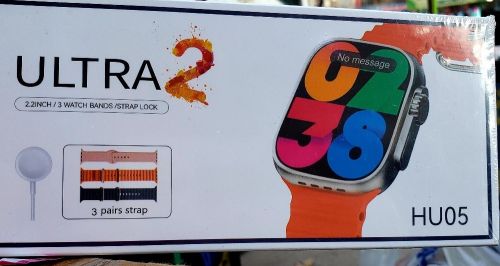 ULTRA 2
2.2INCH / 3 WATCH BANDS /STRAP LOCK
No message
02
38
3 pairs strap
HU05